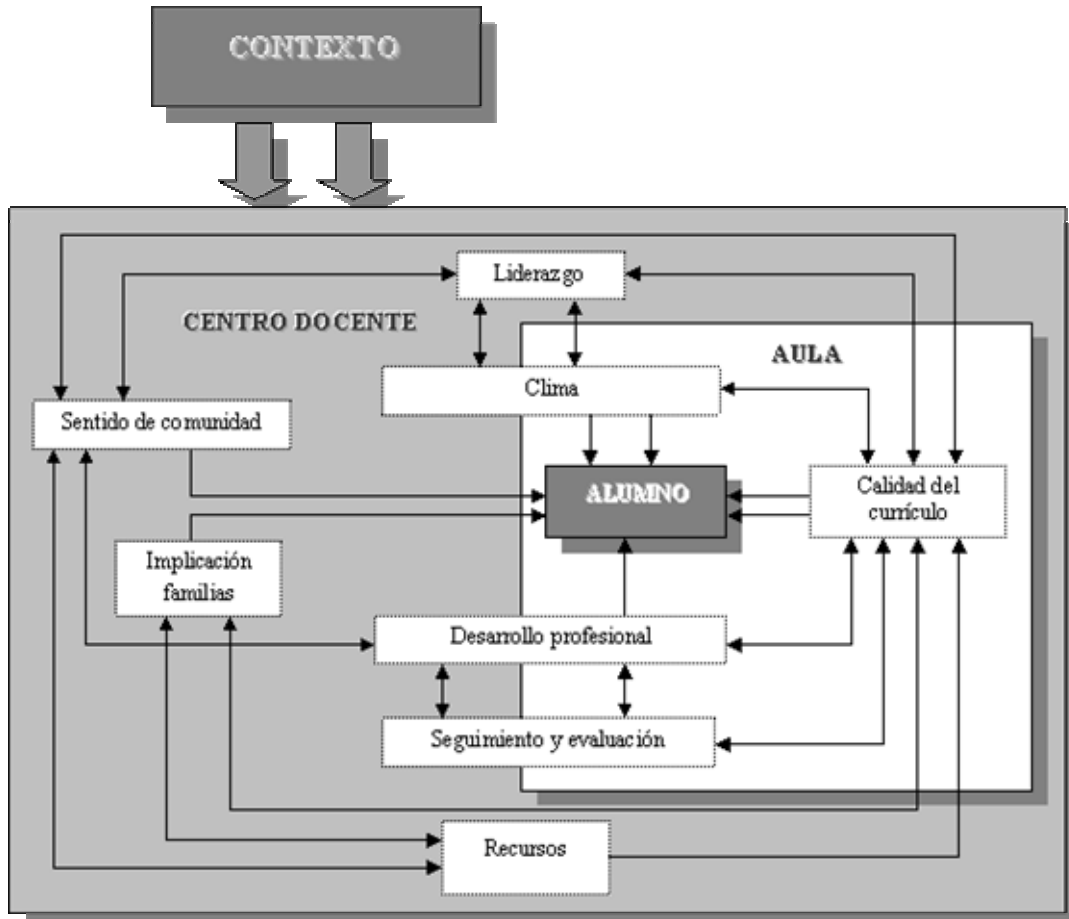 CONTEXTO
Liderazgo
CENTRO DOCENTE
AULA
Clima
Sentido de comunidad
ALUMNO
Calidad del
currículo
Implicación
familias
Desarrollo profesional
Seguimiento y evaluación
Recursos